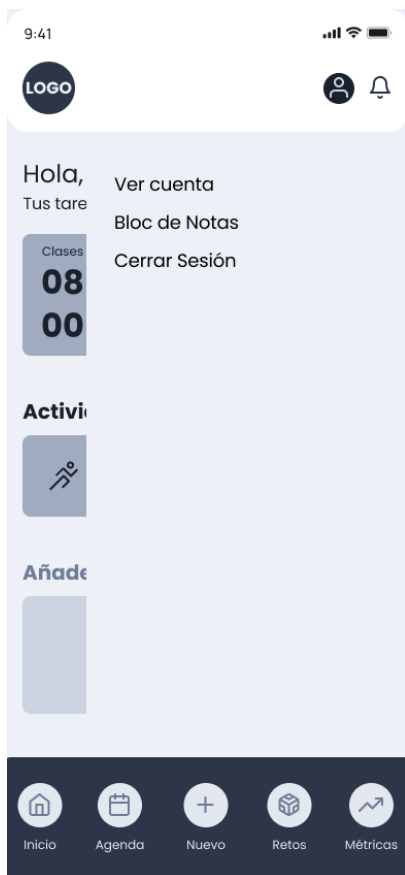 9:41
LOGO
Hola,
Tus tare
Ver cuenta
Bloc de Notas
Cerrar Sesión
Clases
08
00
Activi
Añade
Inicio
Agenda
Nuevo
Retos
Métricas